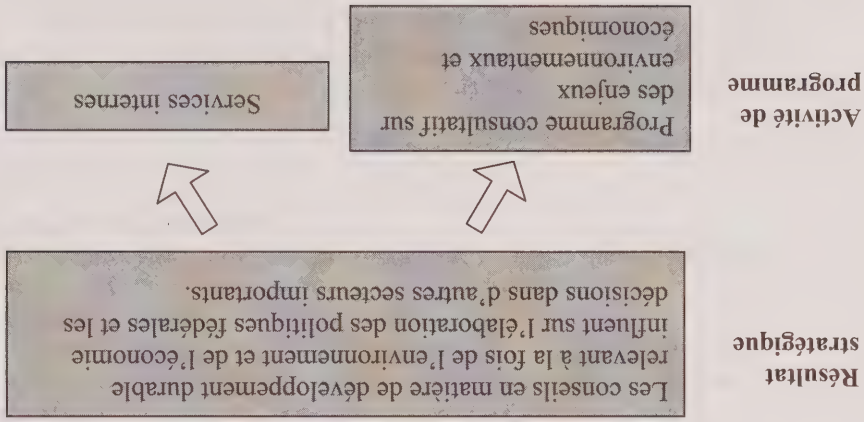 Résultat
stratégique
Les conseils en matière de développement durable
relevant à la fois de l'environnement et de l'économie
influent sur l'élaboration des politiques fédérales et les
décisions dans d'autres secteurs importants.
Activité de
programme
Programme consultatif sur
des enjeux
environnementaux et
économiques
Services internes